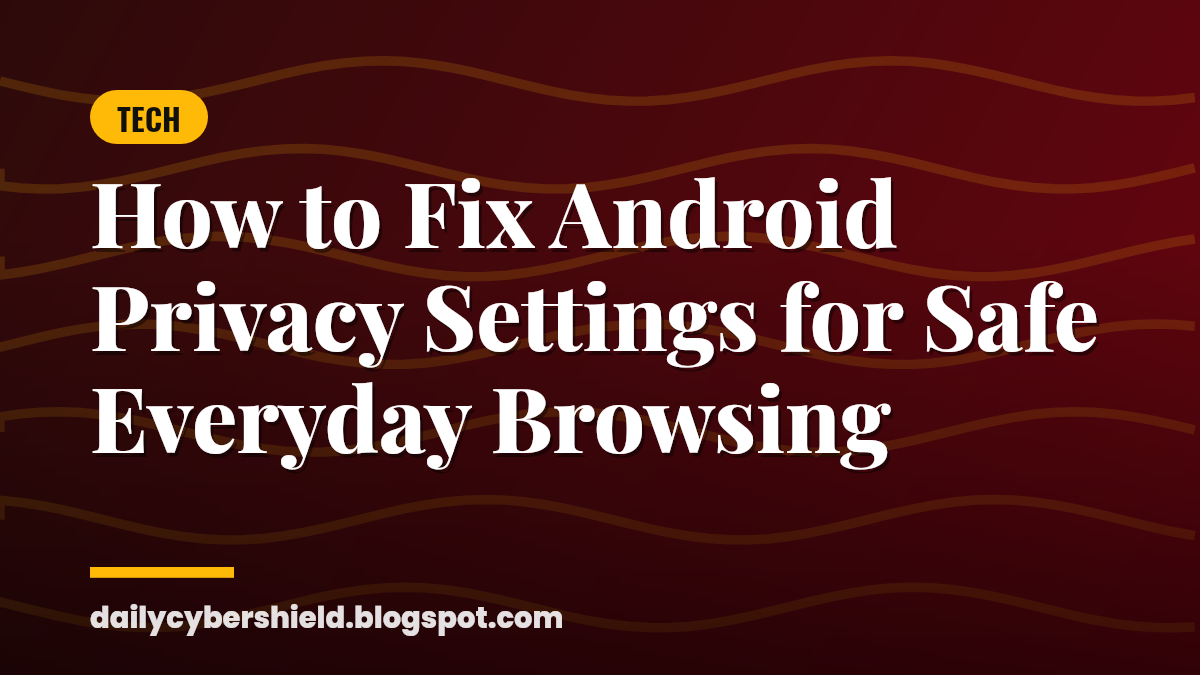 TECH
How to Fix Android
Privacy Settings for Safe
Everyday Browsing
dailycybershield.blogspot.com